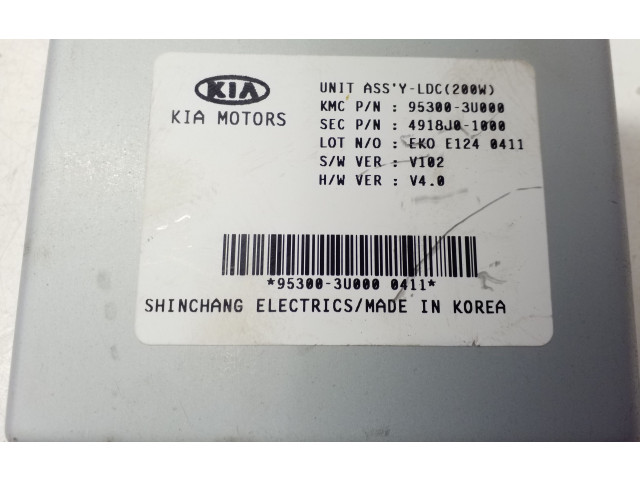 KIA
KIA MOTORS
UNIT ASS'Y-LDC(200W)
KMC P/N : 95300-3U000
SEC P/N : 4918J0-1000
LOT N/O : EKO E124 0411
S/W VER : V102
H/W VER : V4.0
*95300-3U000 0411*
SHINCHANG ELECTRICS/MADE IN KOREA